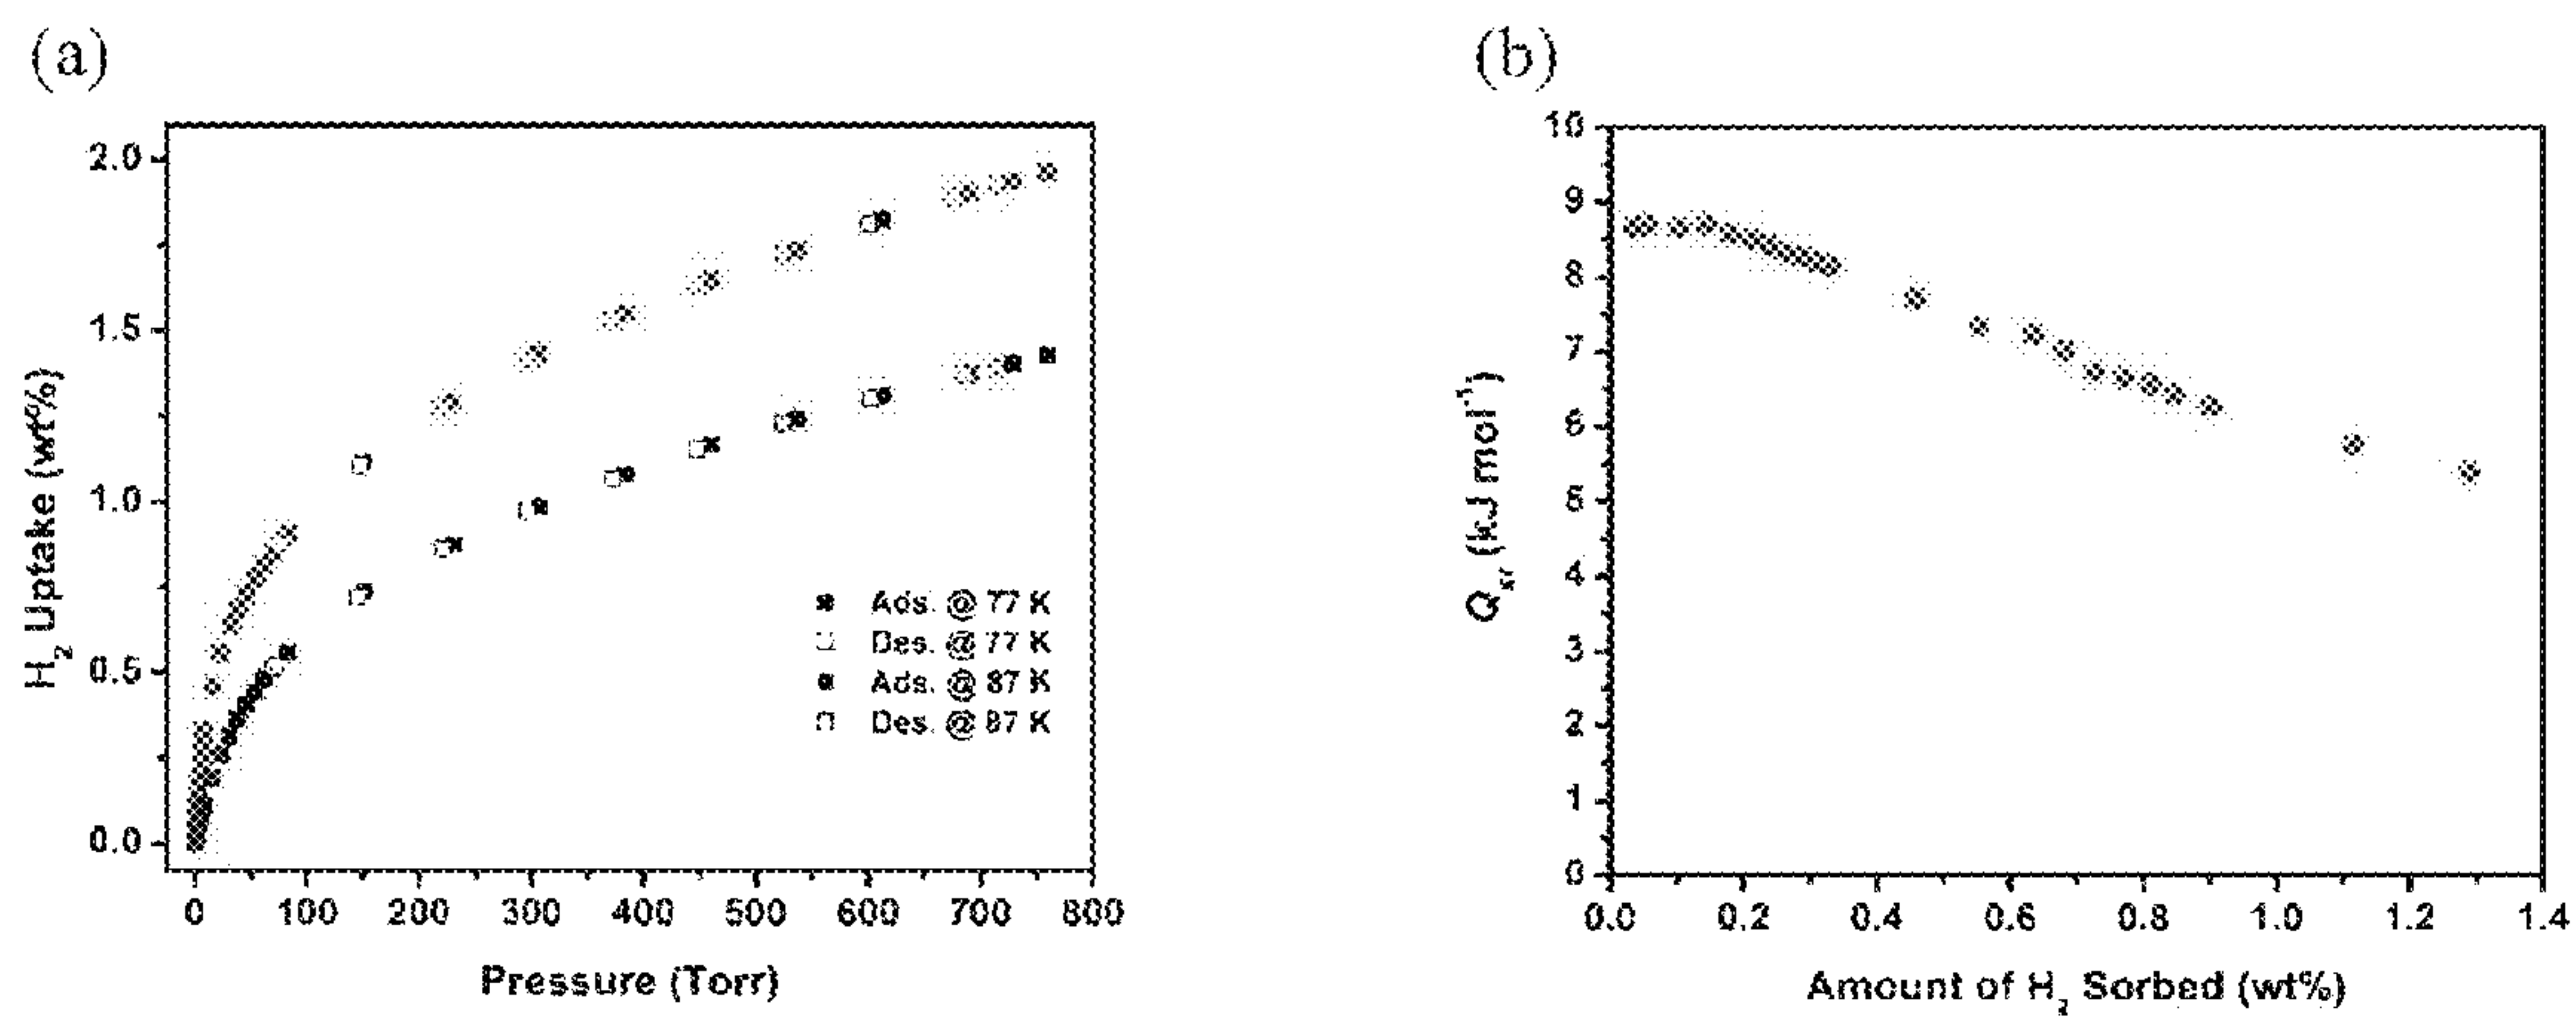 (a)
H2 Uptake (wt%)
2.0
1.5
1.0
0.5
0.0
Ads. @ 77 K
Des. @ 77 K
Ads. @ 87 K
Des. @ 87 K
0 100 200 300 400 500 600 700 800
Pressure (Torr)
(b)
Qst (kJ mol-1)
10
9
8
7
6
5
4
3
2
1
0
0.0 0.2 0.4 0.6 0.8 1.0 1.2 1.4
Amount of H2 Sorbed (wt%)